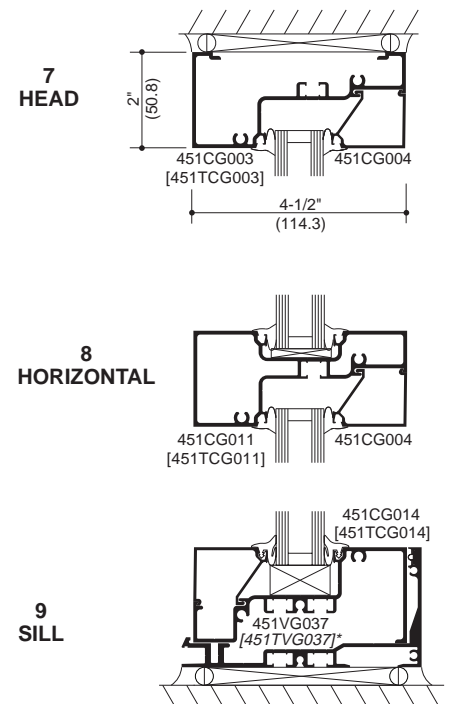 7
HEAD
2"
(50.8)
451CG003
[451TCG003]
451CG004
4-1/2"
(114.3)
8
HORIZONTAL
451CG011
[451TCG011]
451CG004
451CG014
[451TCG014]
9
SILL
451VG037
[451TVG037]*